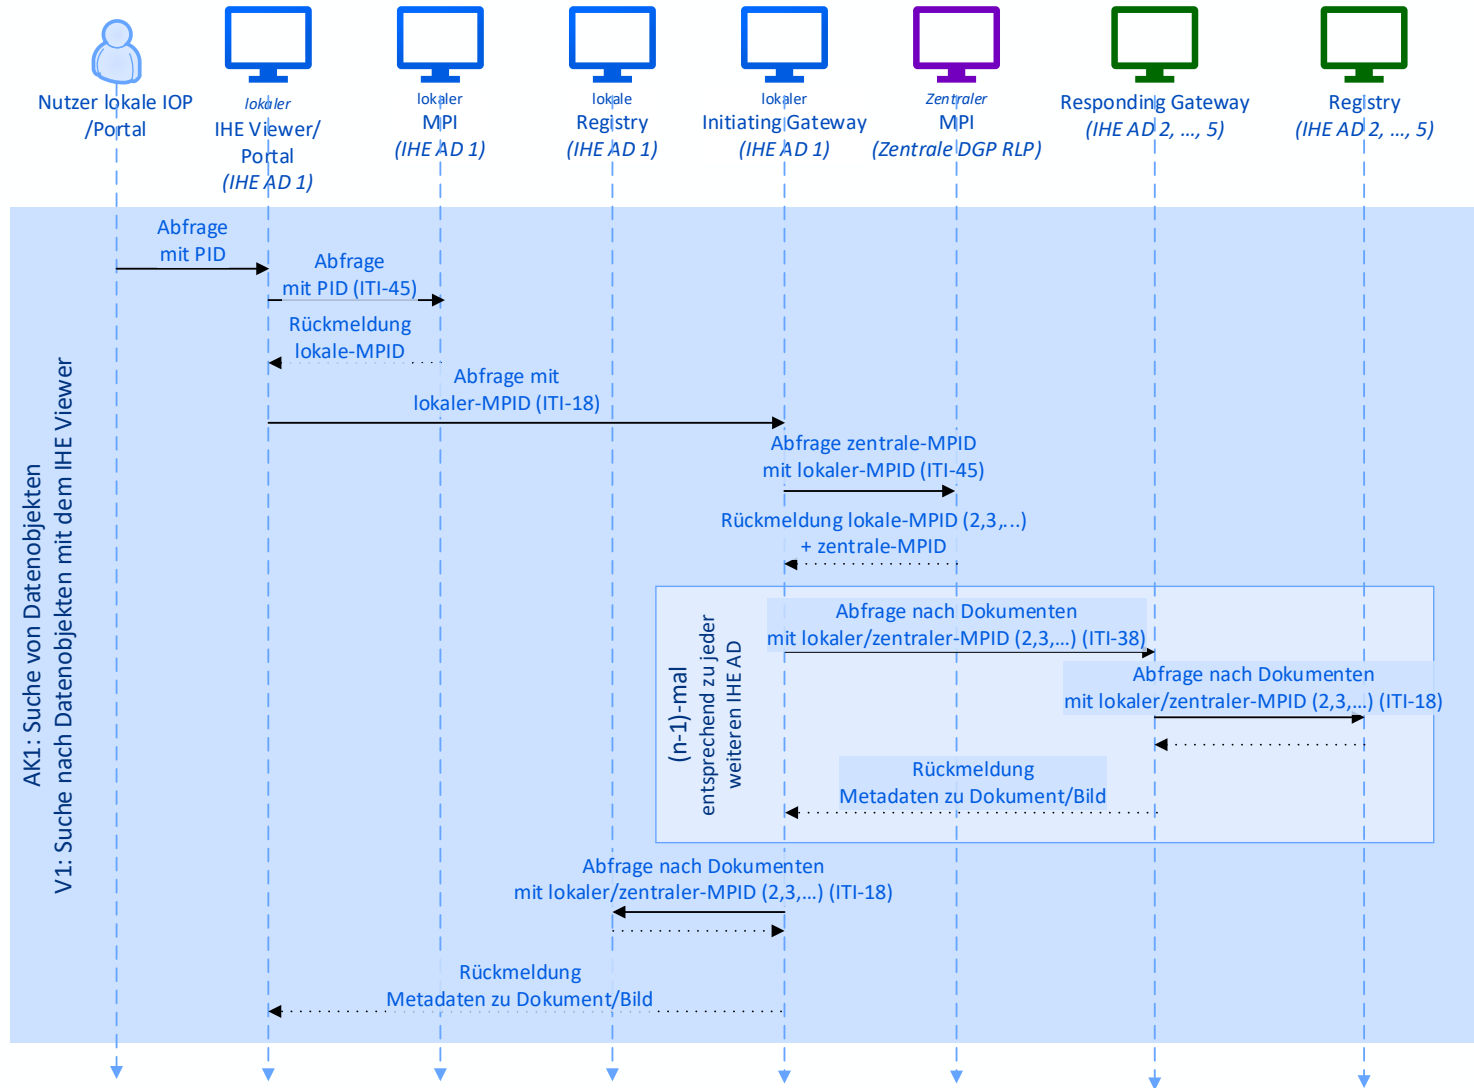 Nutzer lokale IOP
/Portal
lokaler
IHE Viewer/
Portal
(IHE AD 1)
lokaler
MPI
(IHE AD 1)
lokale
Registry
(IHE AD 1)
lokaler
Initiating Gateway
(IHE AD 1)
Zentraler
MPI
(Zentrale DGP RLP)
Responding Gateway
(IHE AD 2, ..., 5)
Registry
(IHE AD 2, ..., 5)
AK1: Suche von Datenobjekten
V1: Suche nach Datenobjekten mit dem IHE Viewer
Abfrage
mit PID
Abfrage
mit PID (ITI-45)
Rückmeldung
lokale-MPID
Abfrage mit
lokaler-MPID (ITI-18)
Abfrage zentrale-MPID
mit lokaler-MPID (ITI-45)
Rückmeldung lokale-MPID (2,3,...)
+ zentrale-MPID
(n-1)-mal
entsprechend zu jeder
weiteren IHE AD
Abfrage nach Dokumenten
mit lokaler/zentraler-MPID (2,3,...) (ITI-38)
Abfrage nach Dokumenten
mit lokaler/zentraler-MPID (2,3,...) (ITI-18)
Rückmeldung
Metadaten zu Dokument/Bild
Abfrage nach Dokumenten
mit lokaler/zentraler-MPID (2,3,...) (ITI-18)
Rückmeldung
Metadaten zu Dokument/Bild